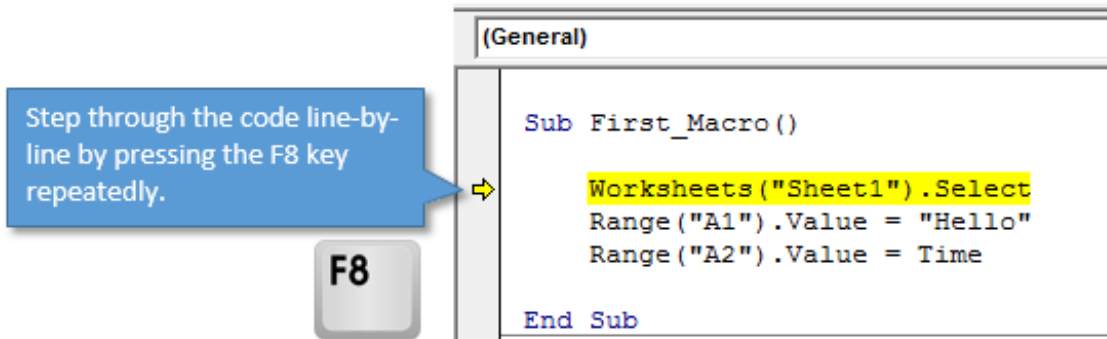 (General)
Step through the code line-by-
line by pressing the F8 key
repeatedly.
F8
Sub First_Macro()
Worksheets("Sheet1").Select
Range("A1").Value = "Hello"
Range("A2").Value = Time
End Sub